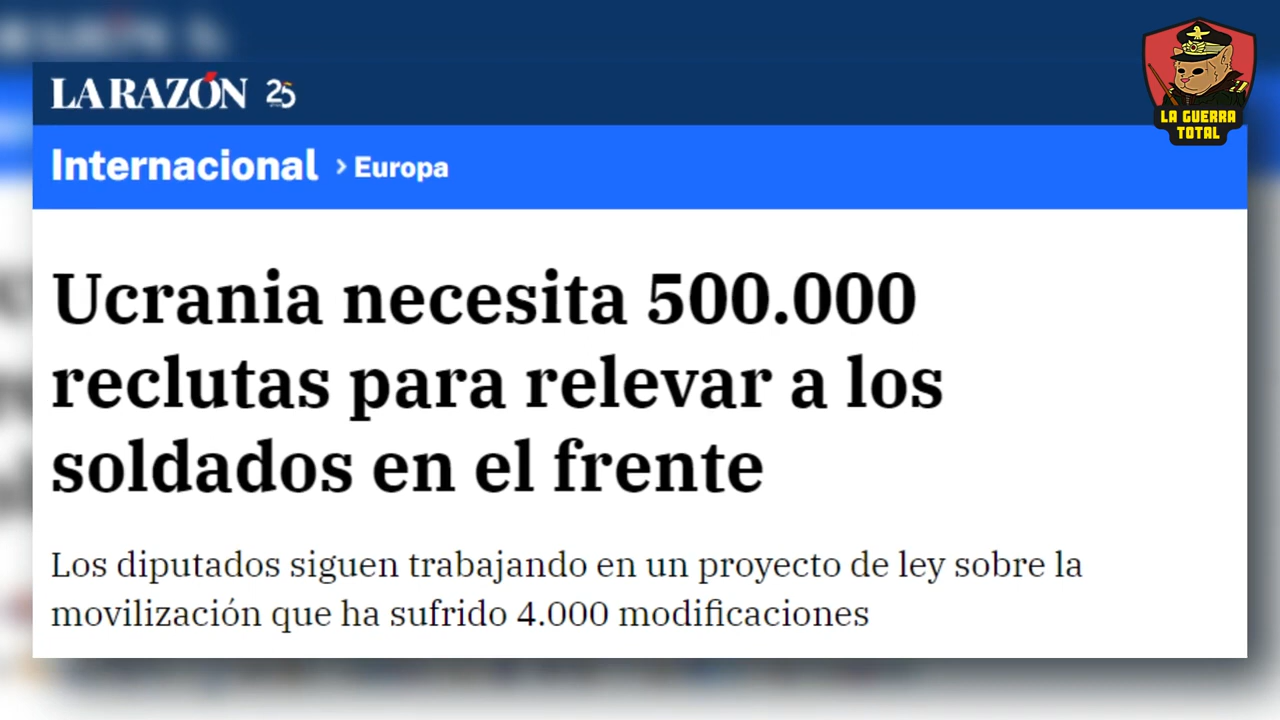 LA RAZÓN 25
LA GUERRA
TOTAL
Internacional > Europa
Ucrania necesita 500.000
reclutas para relevar a los
soldados en el frente
Los diputados siguen trabajando en un proyecto de ley sobre la
movilización que ha sufrido 4.000 modificaciones